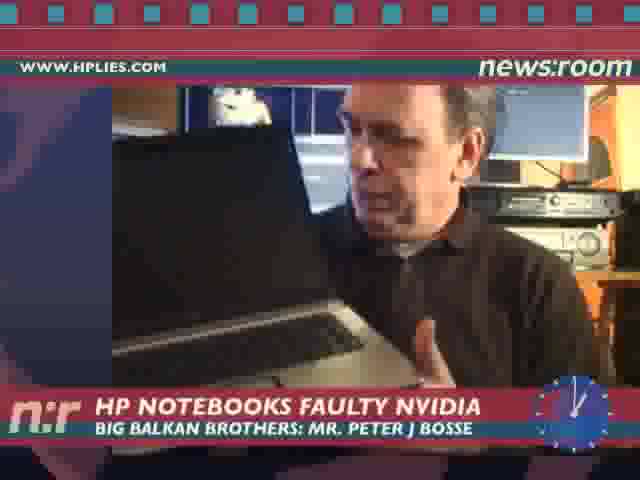 WWW.HPLIES.COM
news:room
n:r
HP NOTEBOOKS FAULTY NVIDIA
BIG BALKAN BROTHERS: MR. PETER J BOSSE